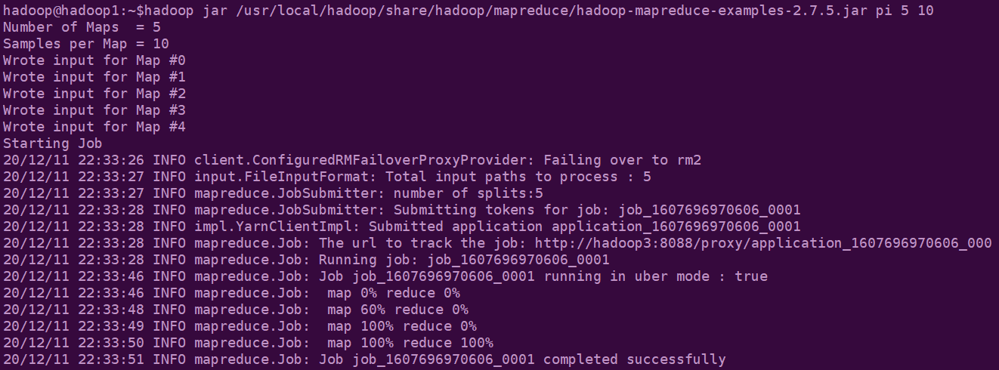 hadoop@hadoop1:~$hadoop jar /usr/local/hadoop/share/hadoop/mapreduce/hadoop-mapreduce-examples-2.7.5.jar pi 5 10
Number of Maps  = 5
Samples per Map = 10
Wrote input for Map #0
Wrote input for Map #1
Wrote input for Map #2
Wrote input for Map #3
Wrote input for Map #4
Starting Job
20/12/11 22:33:26 INFO client.ConfiguredRMFailoverProxyProvider: Failing over to rm2
20/12/11 22:33:27 INFO input.FileInputFormat: Total input paths to process : 5
20/12/11 22:33:27 INFO mapreduce.JobSubmitter: number of splits:5
20/12/11 22:33:28 INFO mapreduce.JobSubmitter: Submitting tokens for job: job_1607696970606_0001
20/12/11 22:33:28 INFO impl.YarnClientImpl: Submitted application application_1607696970606_0001
20/12/11 22:33:28 INFO mapreduce.Job: The url to track the job: http://hadoop3:8088/proxy/application_1607696970606_000
20/12/11 22:33:28 INFO mapreduce.Job: Running job: job_1607696970606_0001
20/12/11 22:33:46 INFO mapreduce.Job: Job job_1607696970606_0001 running in uber mode : true
20/12/11 22:33:46 INFO mapreduce.Job:  map 0% reduce 0%
20/12/11 22:33:48 INFO mapreduce.Job:  map 60% reduce 0%
20/12/11 22:33:49 INFO mapreduce.Job:  map 100% reduce 0%
20/12/11 22:33:50 INFO mapreduce.Job:  map 100% reduce 100%
20/12/11 22:33:51 INFO mapreduce.Job: Job job_1607696970606_0001 completed successfully